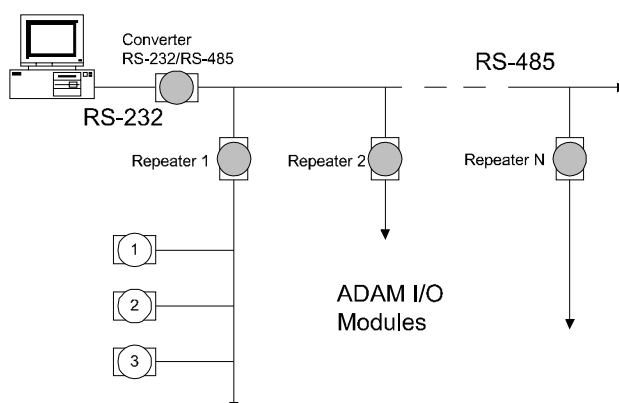 Converter
RS-232/RS-485
RS-485
RS-232
Repeater 1
Repeater 2
Repeater N
1
2
3
ADAM I/O
Modules